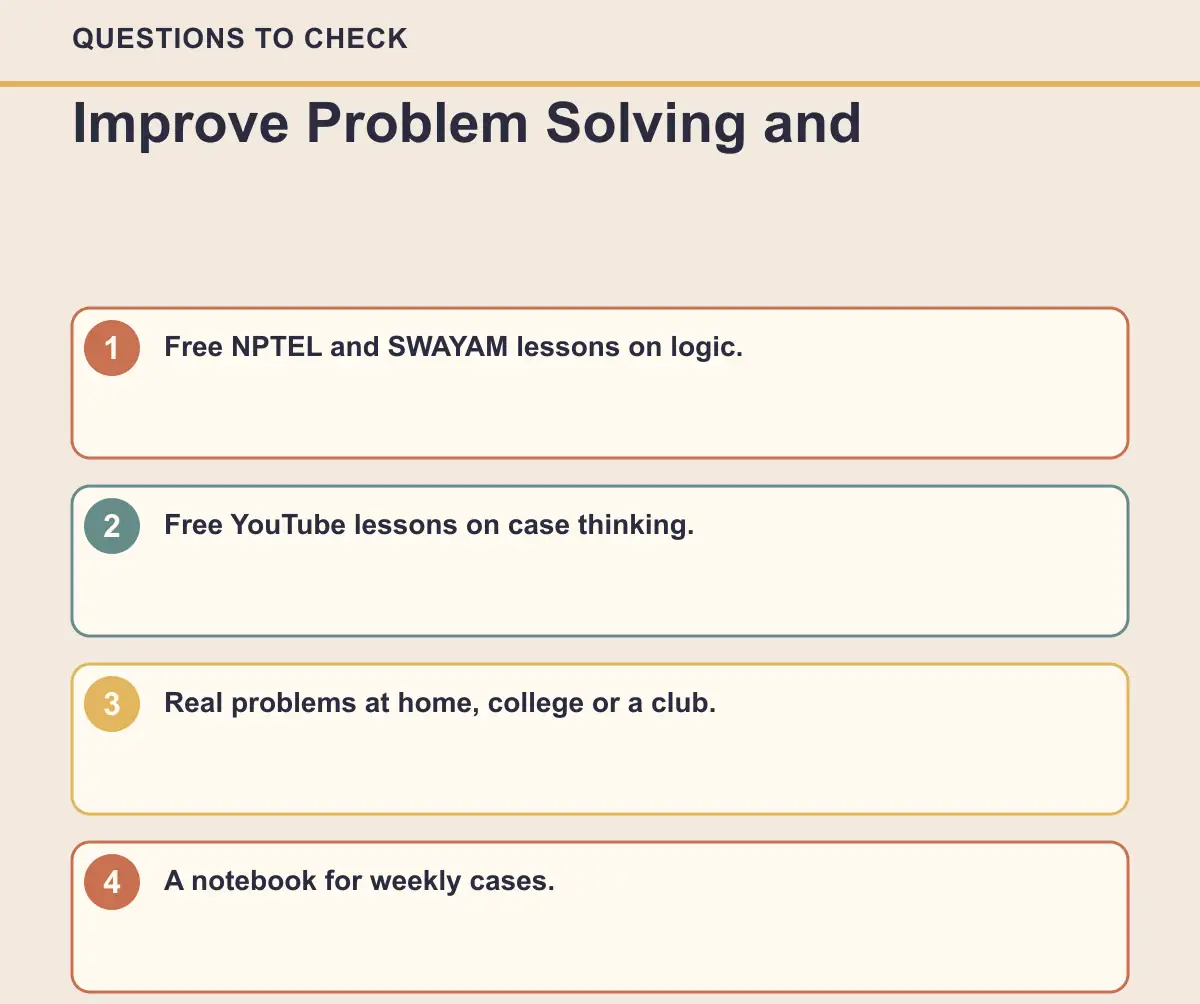 QUESTIONS TO CHECK
Improve Problem Solving and
1 Free NPTEL and SWAYAM lessons on logic.
2 Free YouTube lessons on case thinking.
3 Real problems at home, college or a club.
4 A notebook for weekly cases.